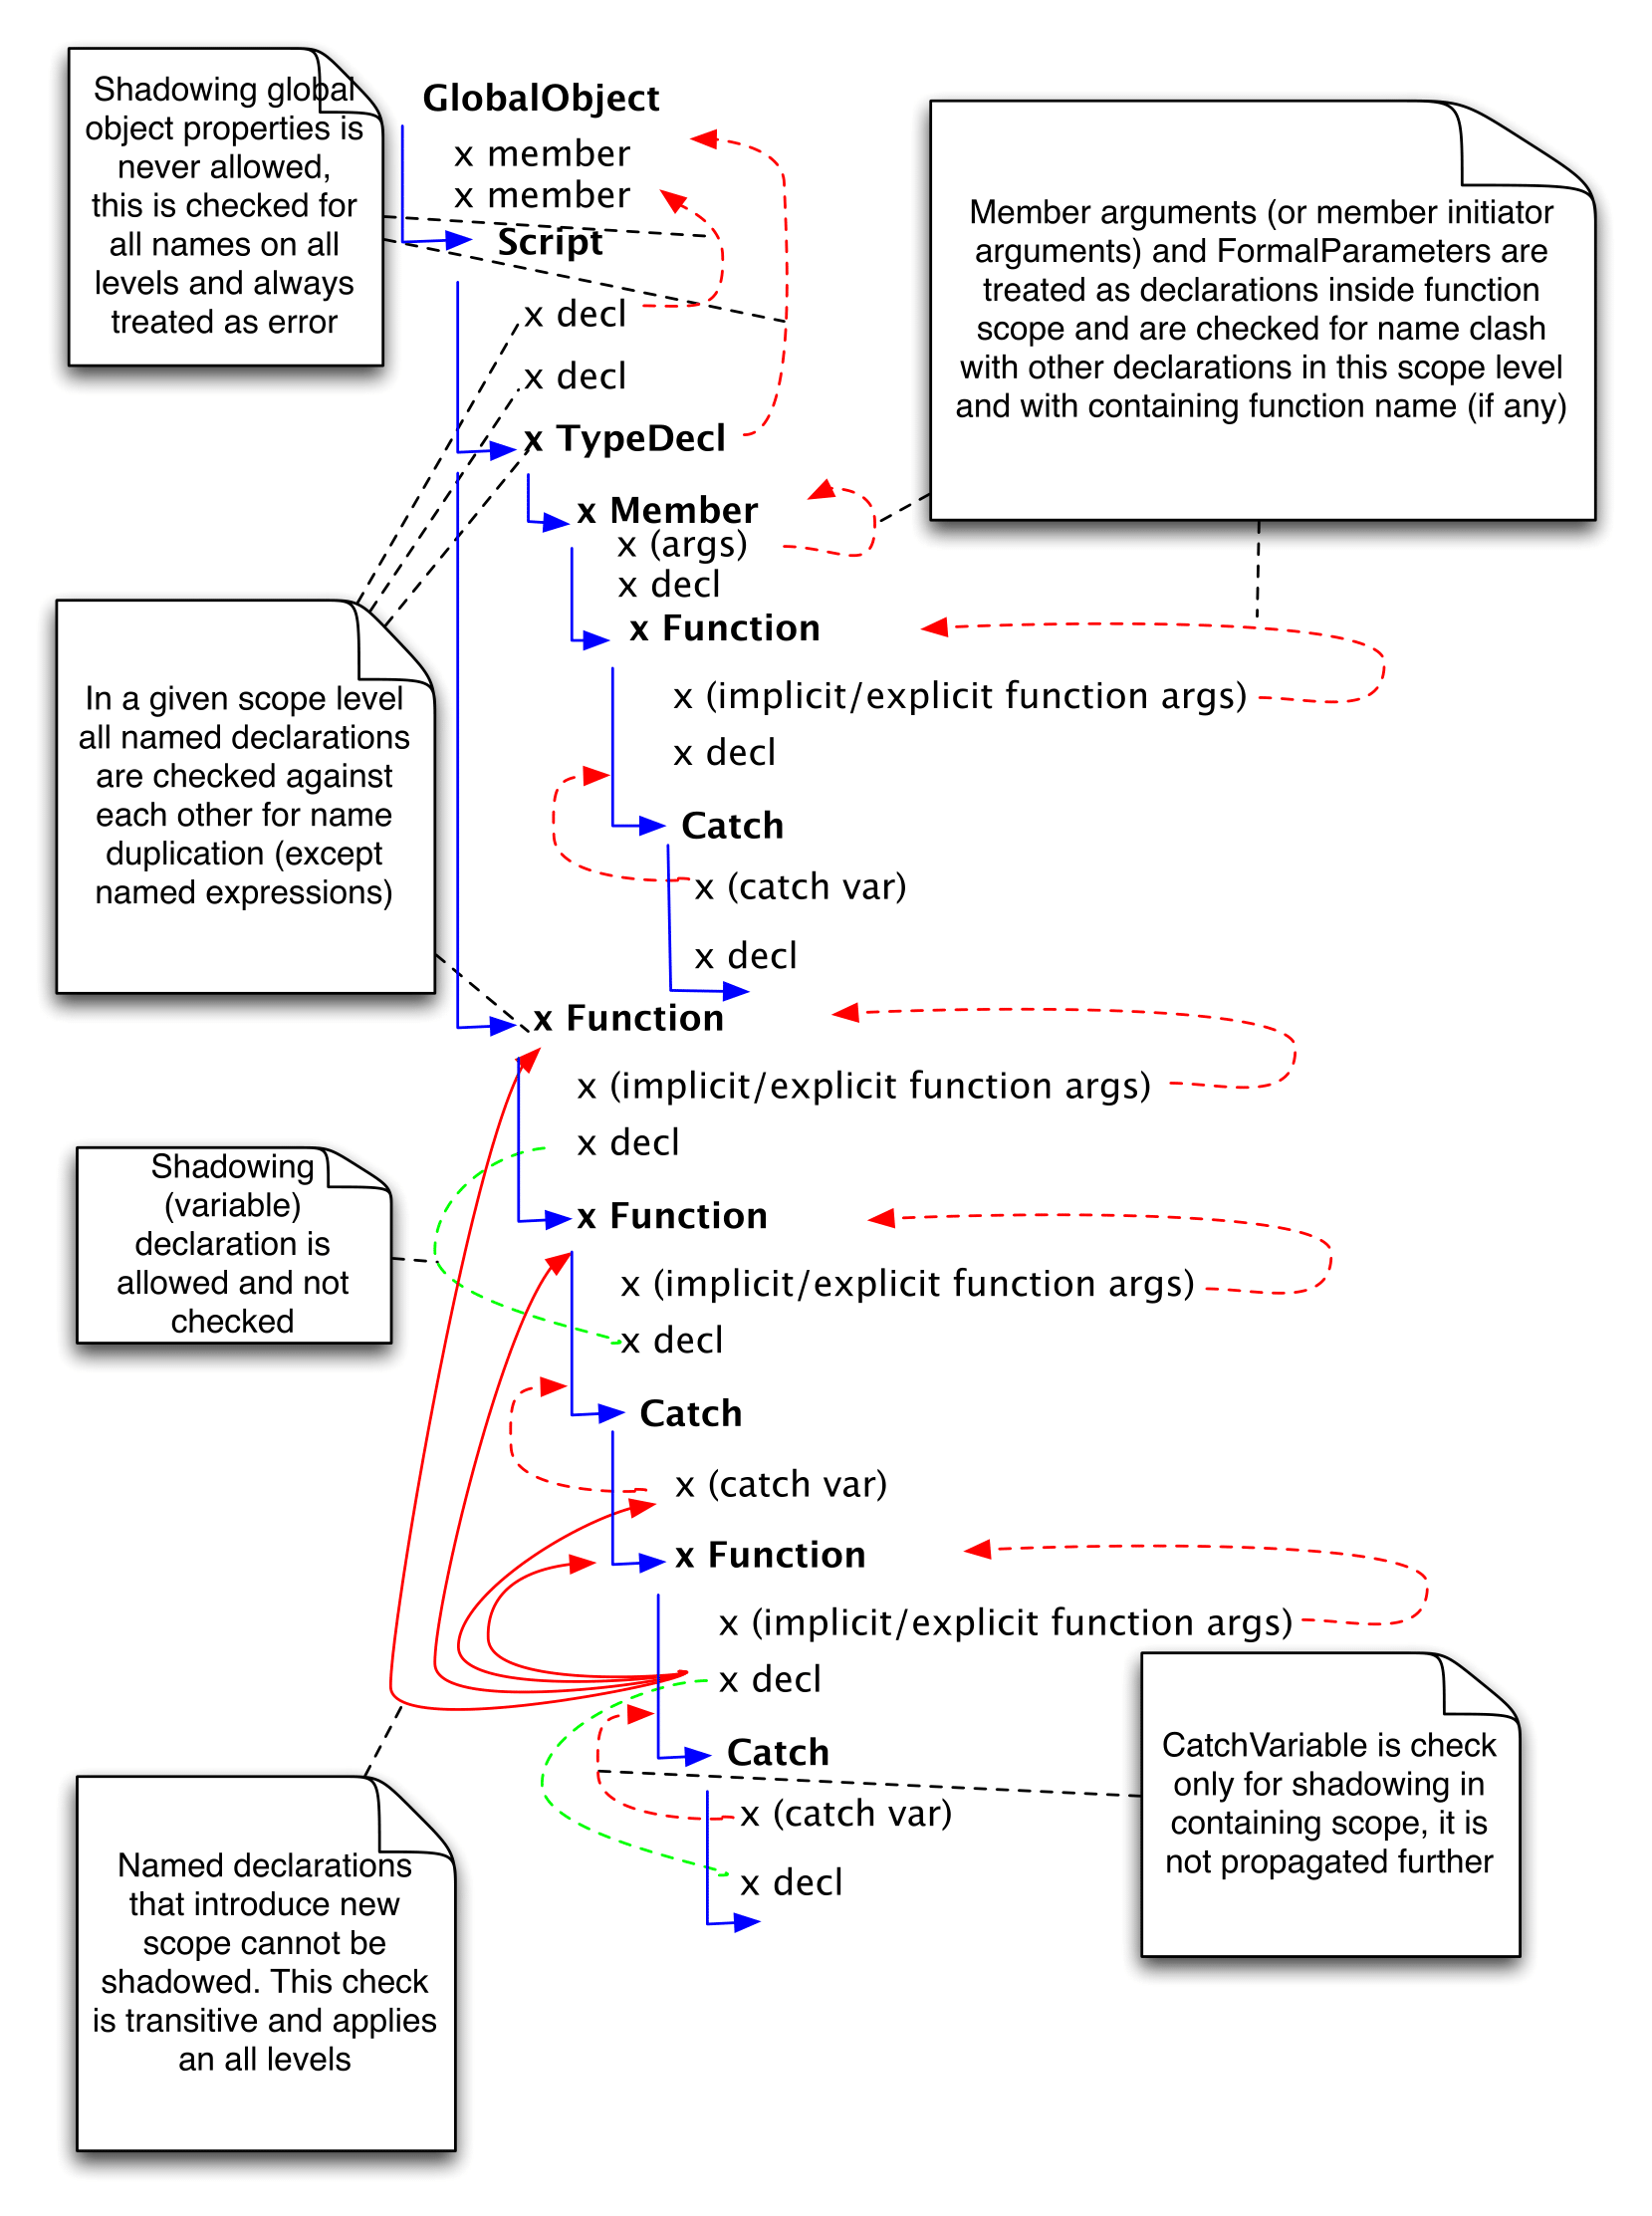 Shadowing global
object properties is
never allowed,
this is checked for
all names on all
levels and always
treated as error
GlobalObject
x member
x member
Script
x decl
x decl
x TypeDecl
x Member
x (args)
x decl
x Function
x (implicit/explicit function args)
x decl
Catch
x (catch var)
x decl
x Function
x (implicit/explicit function args)
x decl
x Function
x (implicit/explicit function args)
x decl
Catch
x (catch var)
x Function
x (implicit/explicit function args)
x decl
Catch
x (catch var)
x decl
Member arguments (or member initiator
arguments) and FormalParameters are
treated as declarations inside function
scope and are checked for name clash
with other declarations in this scope level
and with containing function name (if any)
In a given scope level
all named declarations
are checked against
each other for name
duplication (except
named expressions)
Shadowing
(variable)
declaration is
allowed and not
checked
Named declarations
that introduce new
scope cannot be
shadowed. This check
is transitive and applies
an all levels
CatchVariable is check
only for shadowing in
containing scope, it is
not propagated further